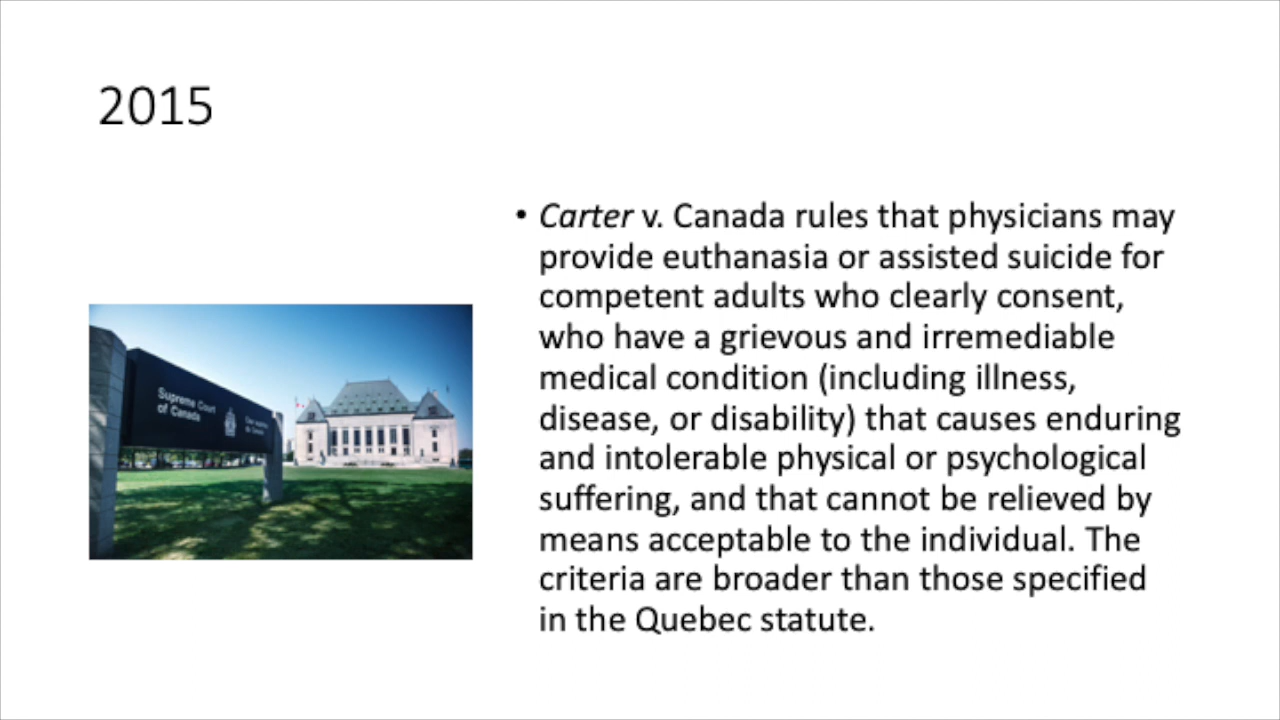 2015
• Carter v. Canada rules that physicians may
provide euthanasia or assisted suicide for
competent adults who clearly consent,
who have a grievous and irremediable
medical condition (including illness,
disease, or disability) that causes enduring
and intolerable physical or psychological
suffering, and that cannot be relieved by
means acceptable to the individual. The
criteria are broader than those specified
in the Quebec statute.
Supreme Court
of Canada